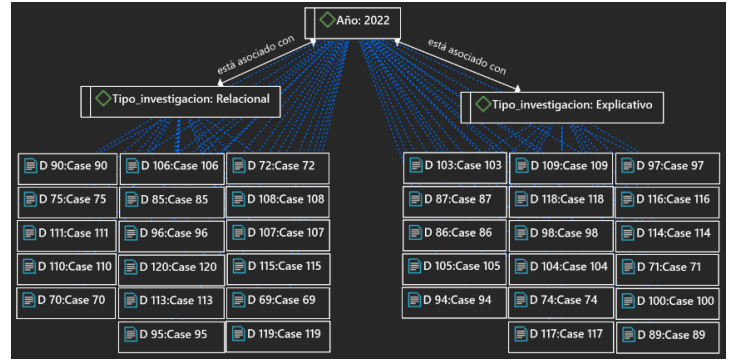 Año: 2022
está asociado con
está asociado con
Tipo_investigacion: Relacional
Tipo_investigacion: Explicativo
D 90:Case 90
D 106:Case 106
D 72:Case 72
D 103:Case 103
D 109:Case 109
D 97:Case 97
D 75:Case 75
D 85:Case 85
D 108:Case 108
D 87:Case 87
D 118:Case 118
D 116:Case 116
D 111:Case 111
D 96:Case 96
D 107:Case 107
D 86:Case 86
D 98:Case 98
D 114:Case 114
D 110:Case 110
D 120:Case 120
D 115:Case 115
D 105:Case 105
D 104:Case 104
D 71:Case 71
D 70:Case 70
D 113:Case 113
D 69:Case 69
D 94:Case 94
D 74:Case 74
D 100:Case 100
D 95:Case 95
D 119:Case 119
D 117:Case 117
D 89:Case 89